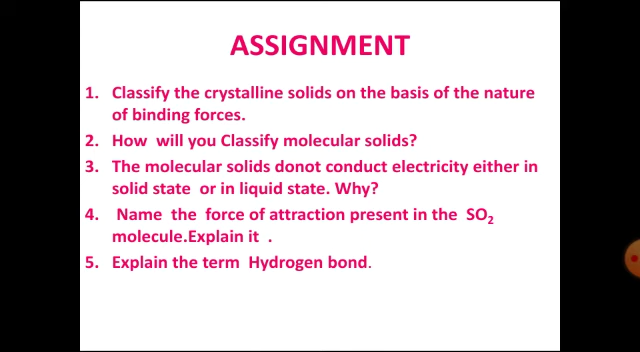 ASSIGNMENT
1. Classify the crystalline solids on the basis of the nature
of binding forces.
2. How will you Classify molecular solids?
3. The molecular solids donot conduct electricity either in
solid state or in liquid state. Why?
4. Name the force of attraction present in the SO₂
molecule.Explain it .
5. Explain the term Hydrogen bond.